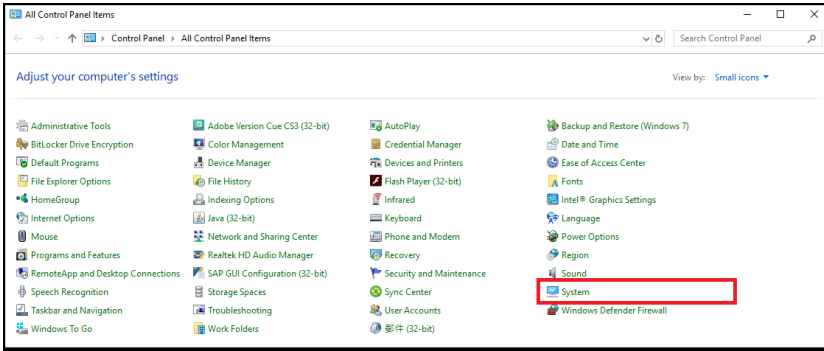 All Control Panel Items
Control Panel > All Control Panel Items
Search Control Panel
Adjust your computer's settings
View by: Small icons
Administrative Tools
Adobe Version Cue CS3 (32-bit)
AutoPlay
Backup and Restore (Windows 7)
BitLocker Drive Encryption
Color Management
Credential Manager
Date and Time
Default Programs
Device Manager
Devices and Printers
Ease of Access Center
File Explorer Options
File History
Flash Player (32-bit)
Fonts
HomeGroup
Indexing Options
Infrared
Intel® Graphics Settings
Internet Options
Java (32-bit)
Keyboard
Language
Mouse
Network and Sharing Center
Phone and Modem
Power Options
Programs and Features
Realtek HD Audio Manager
Recovery
Region
RemoteApp and Desktop Connections
SAP GUI Configuration (32-bit)
Security and Maintenance
Sound
Speech Recognition
Storage Spaces
Sync Center
System
Taskbar and Navigation
Troubleshooting
User Accounts
Windows Defender Firewall
Windows To Go
Work Folders
郵件 (32-bit)